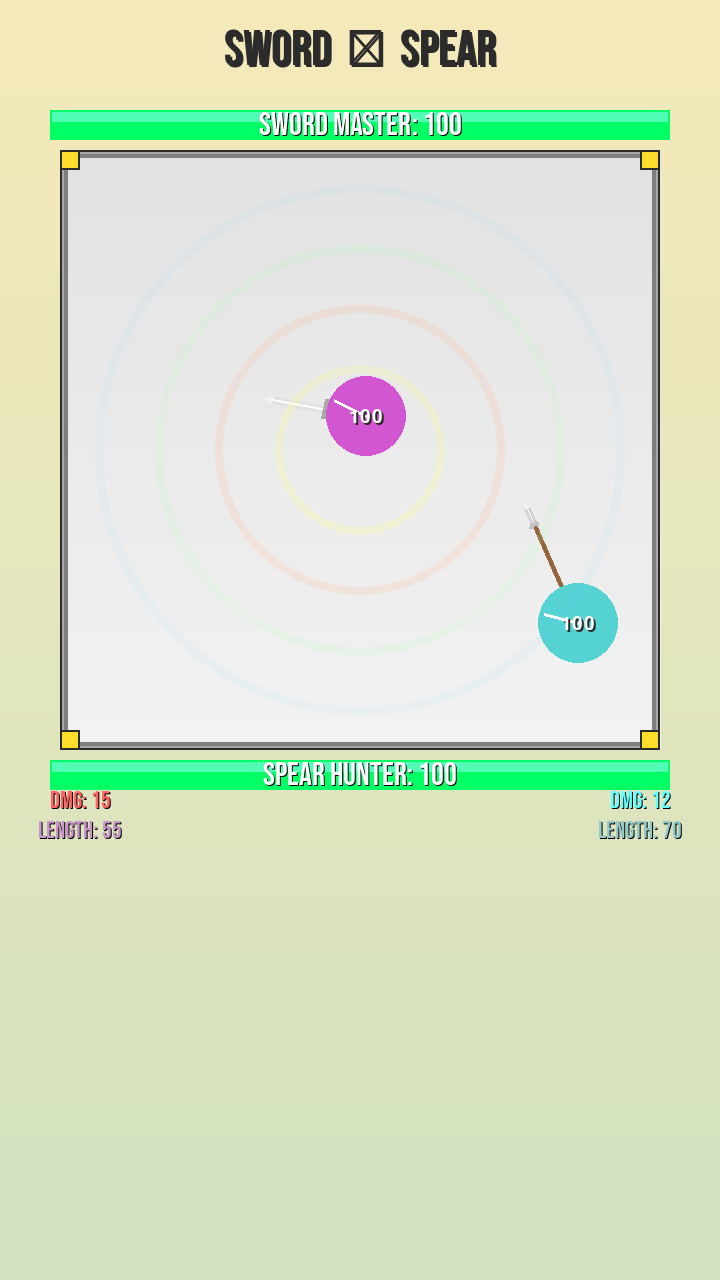 SWORD ☒ SPEAR
SWORD MASTER: 100
100
100
SPEAR HUNTER: 100
DMG: 15
DMG: 12
LENGTH: 55
LENGTH: 70